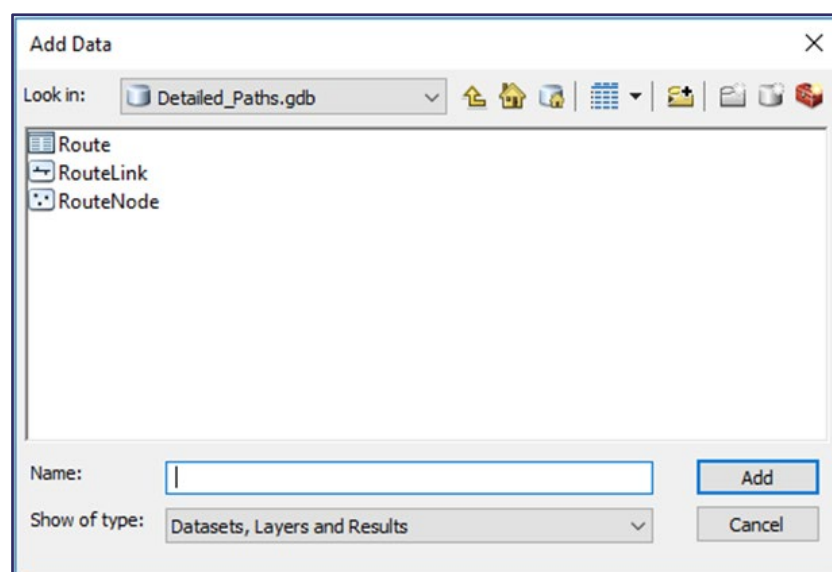 Add Data
Look in: Detailed_Paths.gdb
Route
RouteLink
RouteNode
Name:
Add
Show of type: Datasets, Layers and Results
Cancel